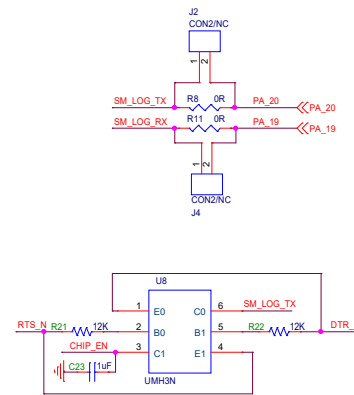 J2
CON2/NC
1 2
SM_LOG_TX R8 0R PA_20 PA_20
SM_LOG_RX R11 0R PA_19 PA_19
1 2
CON2/NC
J4
U8
1 E0 C0 6 SM_LOG_TX
RTS_N R21 12K 2 B0 B1 5 R22 12K DTR_
CHIP_EN 3 C1 E1 4
C23 1uF
UMH3N